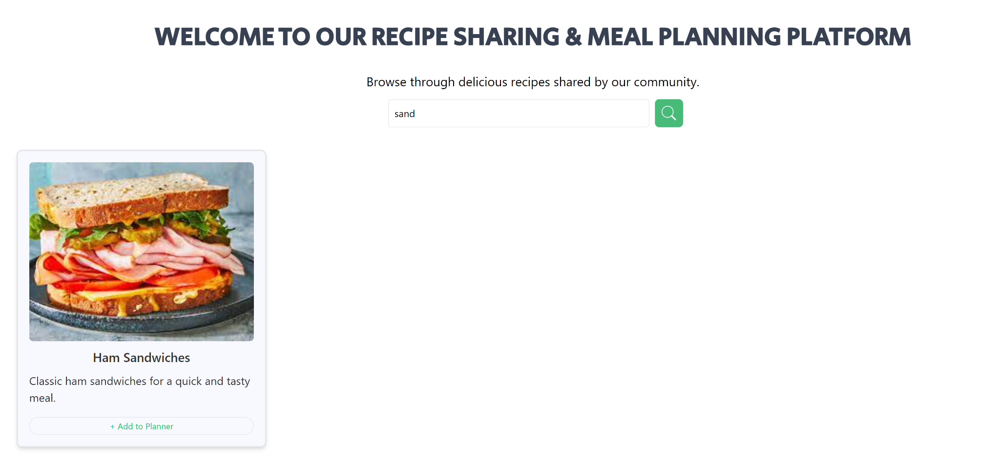 WELCOME TO OUR RECIPE SHARING & MEAL PLANNING PLATFORM
Browse through delicious recipes shared by our community.
sand
Ham Sandwiches
Classic ham sandwiches for a quick and tasty
meal.
+ Add to Planner